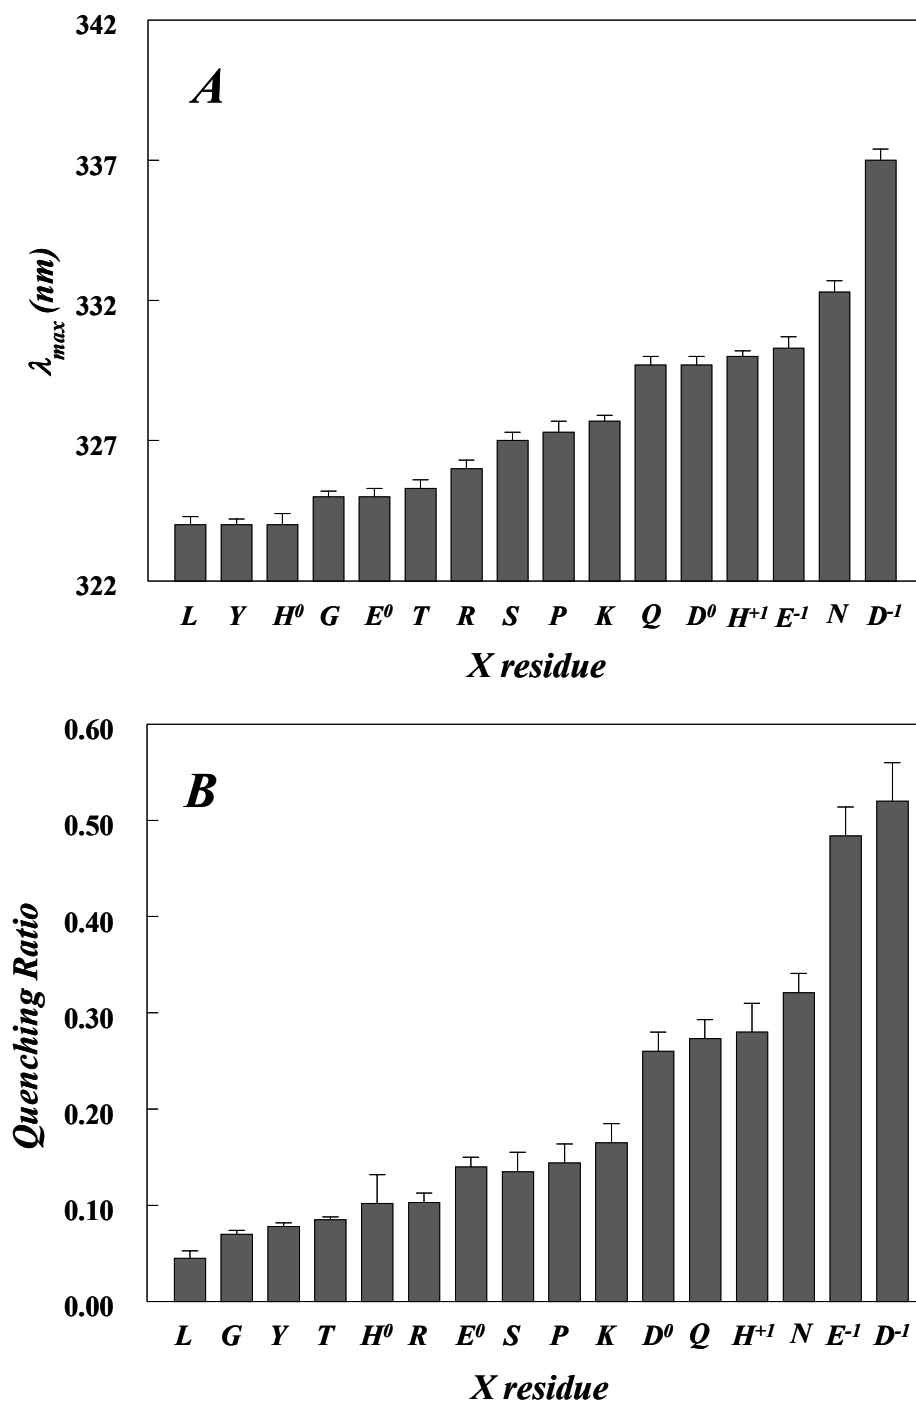 342
A
337
λmax (nm)
332
327
322
L Y H⁰ G E⁰ T R S P K Q D⁰ H⁺¹ E⁻¹ N D⁻¹
X residue
0.60
B
0.50
0.40
Quenching Ratio
0.30
0.20
0.10
0.00
L G Y T H⁰ R E⁰ S P K D⁰ Q H⁺¹ N E⁻¹ D⁻¹
X residue